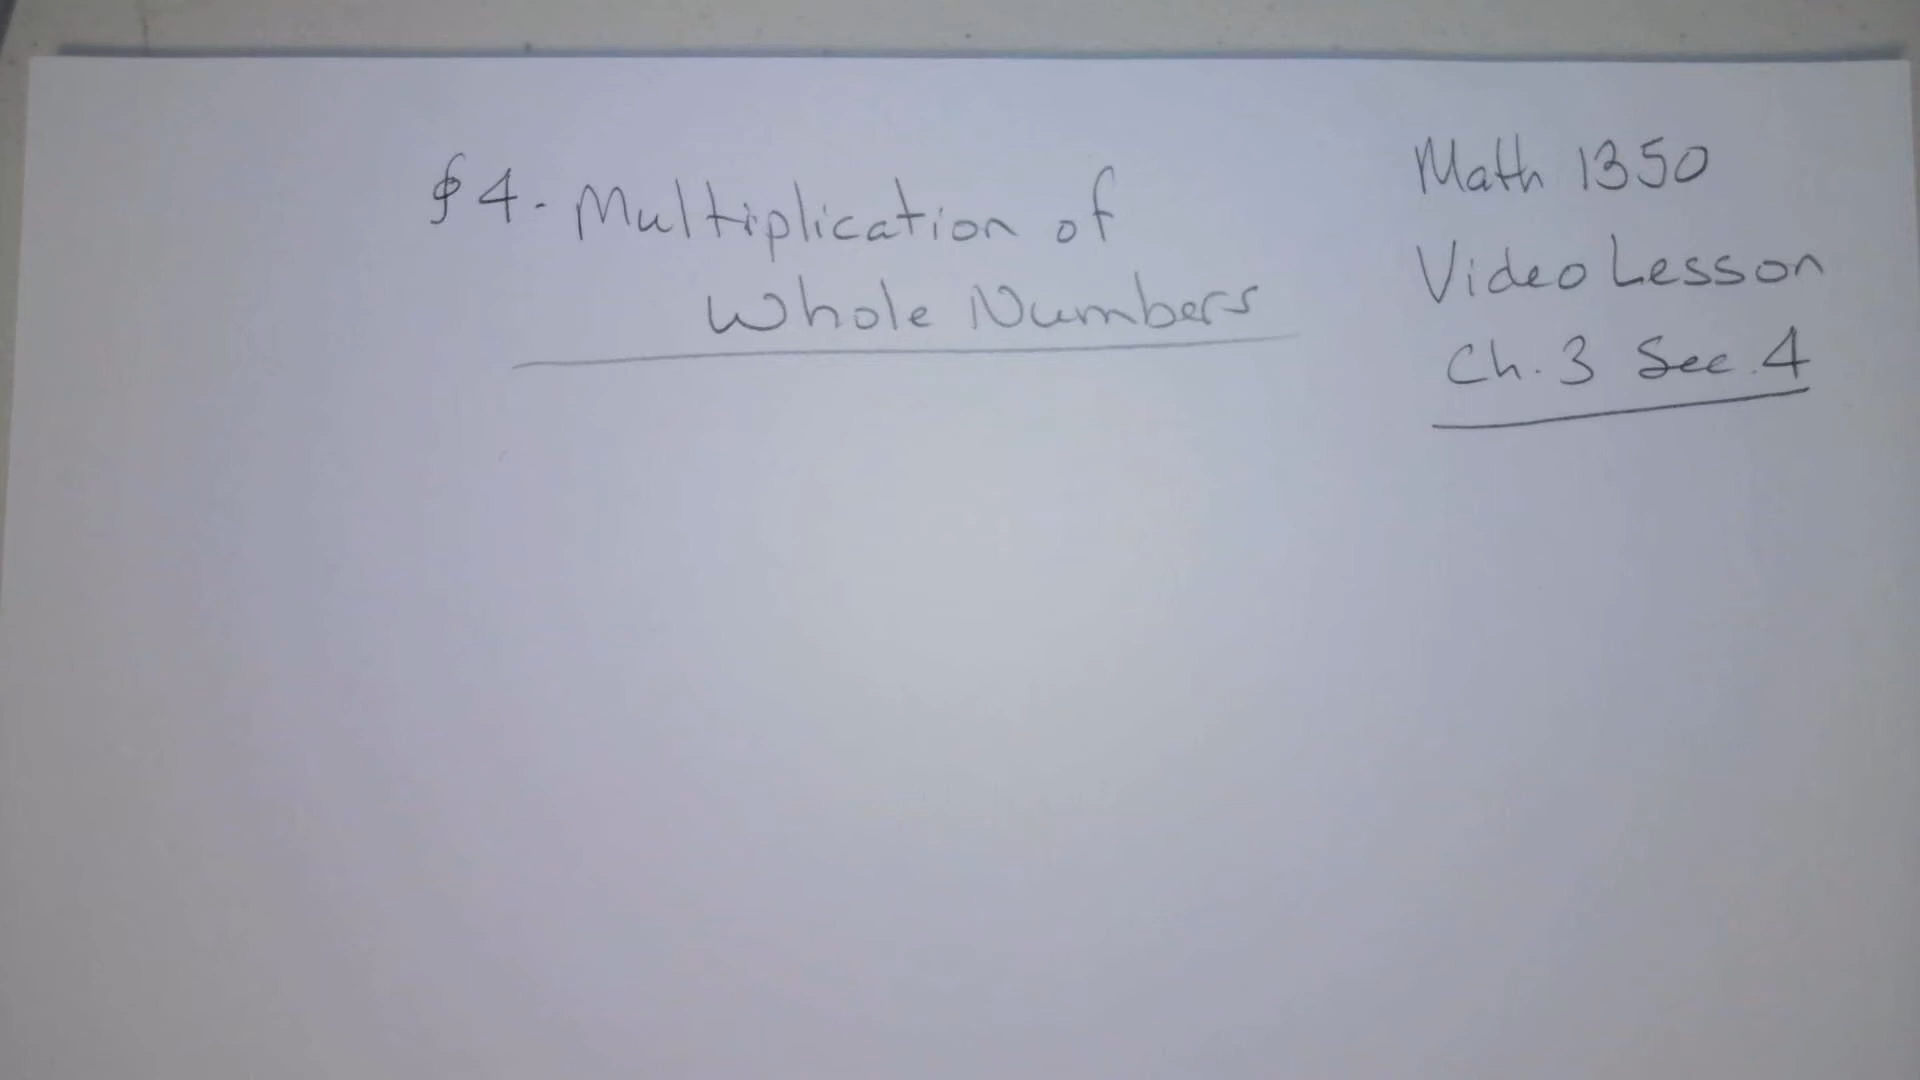 § 4. Multiplication of
Whole Numbers
Math 1350
Video Lesson
Ch. 3 Sec. 4